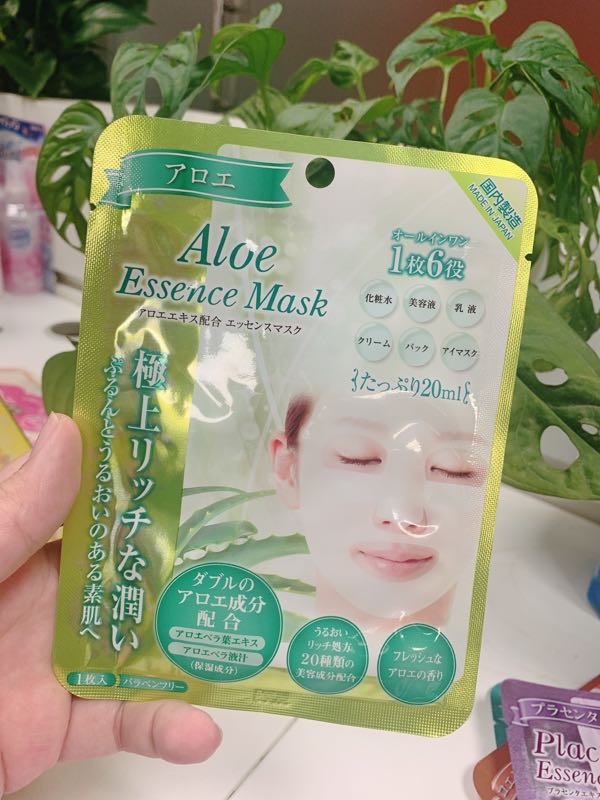 アロエ
国内製造
MADE IN JAPAN
Aloe
Essence Mask
アロエエキス配合 エッセンスマスク
オールインワン
1枚6役
化粧水
美容液
乳液
クリーム
パック
アイマスク
たっぷり20ml
極上リッチな潤い
ぷるんとうるおいのある素肌へ
ダブルの
アロエ成分
配合
アロエベラ葉エキス
アロエベラ液汁
(保湿成分)
うるおい
リッチ処方
20種類の
美容成分配合
フレッシュな
アロエの香り
1枚入
パラベンフリー
プラセンタ
Plac
Essen
プラセンタエキ